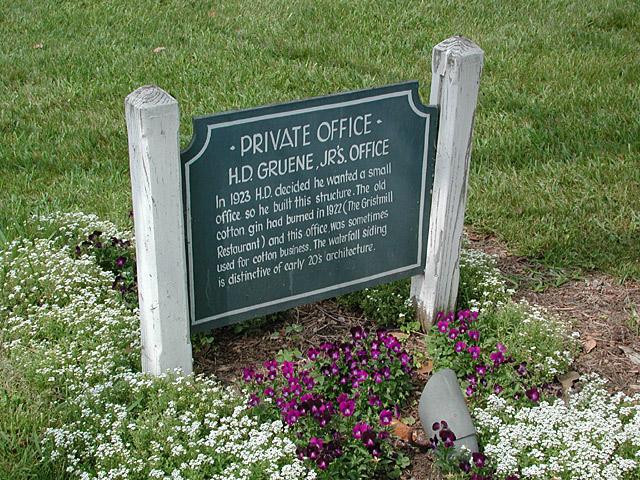 · PRIVATE OFFICE ·
H.D. GRUENE, JR'S. OFFICE
In 1923 H.D. decided he wanted a small
office so he built this structure. The old
cotton gin had burned in 1922 (The Gristmill
Restaurant) and this office was sometimes
used for cotton business. The waterfall siding
is distinctive of early 20's architecture.